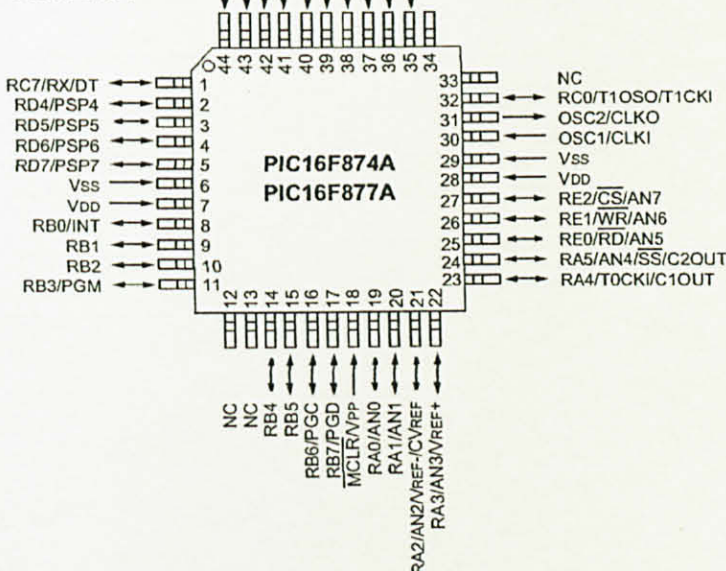 44 43 42 41 40 39 38 37 36 35 34
RC7/RX/DT 1
RD4/PSP4 2
RD5/PSP5 3
RD6/PSP6 4
RD7/PSP7 5
VSS 6
VDD 7
RB0/INT 8
RB1 9
RB2 10
RB3/PGM 11
PIC16F874A
PIC16F877A
33 NC
32 RC0/T1OSO/T1CKI
31 OSC2/CLKO
30 OSC1/CLKI
29 VSS
28 VDD
27 RE2/CS/AN7
26 RE1/WR/AN6
25 RE0/RD/AN5
24 RA5/AN4/SS/C2OUT
23 RA4/T0CKI/C1OUT
12 13 14 15 16 17 18 19 20 21 22
NC
NC
RB4
RB5
RB6/PGC
RB7/PGD
MCLR/VPP
RA0/AN0
RA1/AN1
RA2/AN2/VREF-/CVREF
RA3/AN3/VREF+